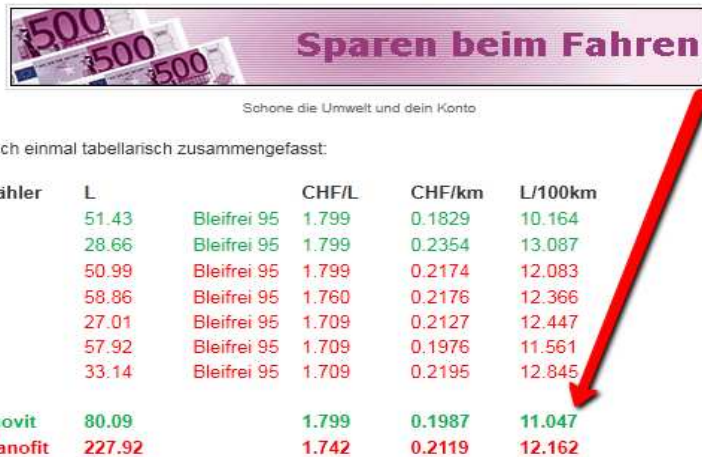 500 500 500 Sparen beim Fahren
Schone die Umwelt und dein Konto
ch einmal tabellarisch zusammengefasst:
ähler L CHF/L CHF/km L/100km
51.43 Bleifrei 95 1.799 0.1829 10.164
28.66 Bleifrei 95 1.799 0.2354 13.087
50.99 Bleifrei 95 1.799 0.2174 12.083
58.86 Bleifrei 95 1.760 0.2176 12.366
27.01 Bleifrei 95 1.709 0.2127 12.447
57.92 Bleifrei 95 1.709 0.1976 11.561
33.14 Bleifrei 95 1.709 0.2195 12.845
ovit 80.09 1.799 0.1987 11.047
anofit 227.92 1.742 0.2119 12.162